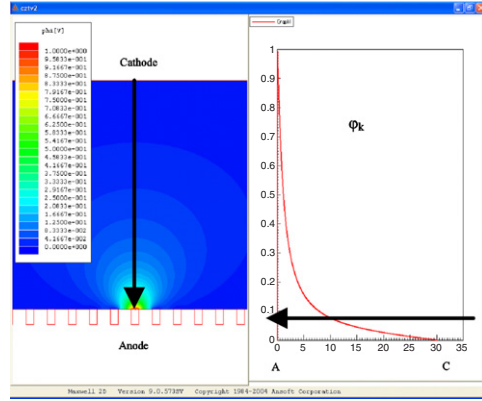 cztv2
phi[V]
1.0000e+000
9.5833e-001
9.1667e-001
8.7500e-001
8.3333e-001
7.9167e-001
7.5000e-001
7.0833e-001
6.6667e-001
6.2500e-001
5.8333e-001
5.4167e-001
5.0000e-001
4.5833e-001
4.1667e-001
3.7500e-001
3.3333e-001
2.9167e-001
2.5000e-001
2.0833e-001
1.6667e-001
1.2500e-001
8.3333e-002
4.1667e-002
0.0000e+000
Cathode
Anode
Graph1
φk
1
0.9
0.8
0.7
0.6
0.5
0.4
0.3
0.2
0.1
0
0 5 10 15 20 25 30 35
A C
Maxwell 2D Version 9.0.573SV Copyright 1984-2004 Ansoft Corporation